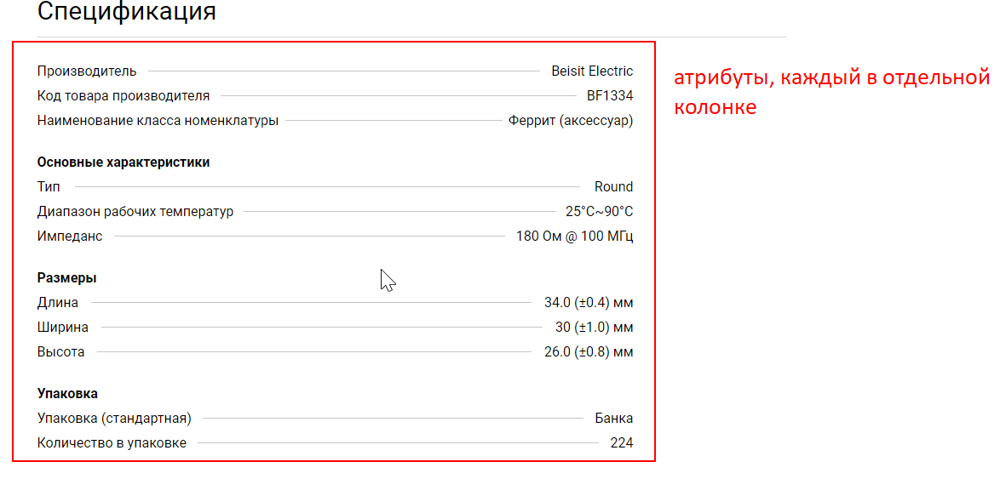 Спецификация
Производитель Beisit Electric
Код товара производителя BF1334
Наименование класса номенклатуры Феррит (аксессуар)
атрибуты, каждый в отдельной
колонке
Основные характеристики
Тип Round
Диапазон рабочих температур 25°C~90°C
Импеданс 180 Ом @ 100 МГц
Размеры
Длина 34.0 (±0.4) мм
Ширина 30 (±1.0) мм
Высота 26.0 (±0.8) мм
Упаковка
Упаковка (стандартная) Банка
Количество в упаковке 224